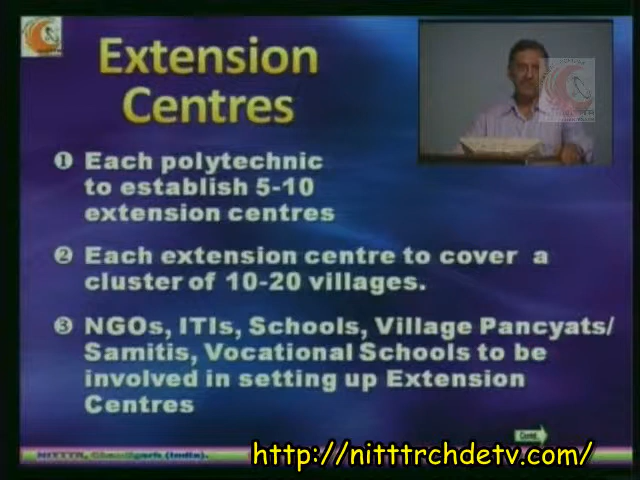 Extension
Centres
❶ Each polytechnic
to establish 5-10
extension centres
❷ Each extension centre to cover a
cluster of 10-20 villages.
❸ NGOs, ITIs, Schools, Village Pancyats/
Samitis, Vocational Schools to be
involved in setting up Extension
Centres
Cont.
NITTTR, Chandigarh (India).
http://nitttrchdetv.com/